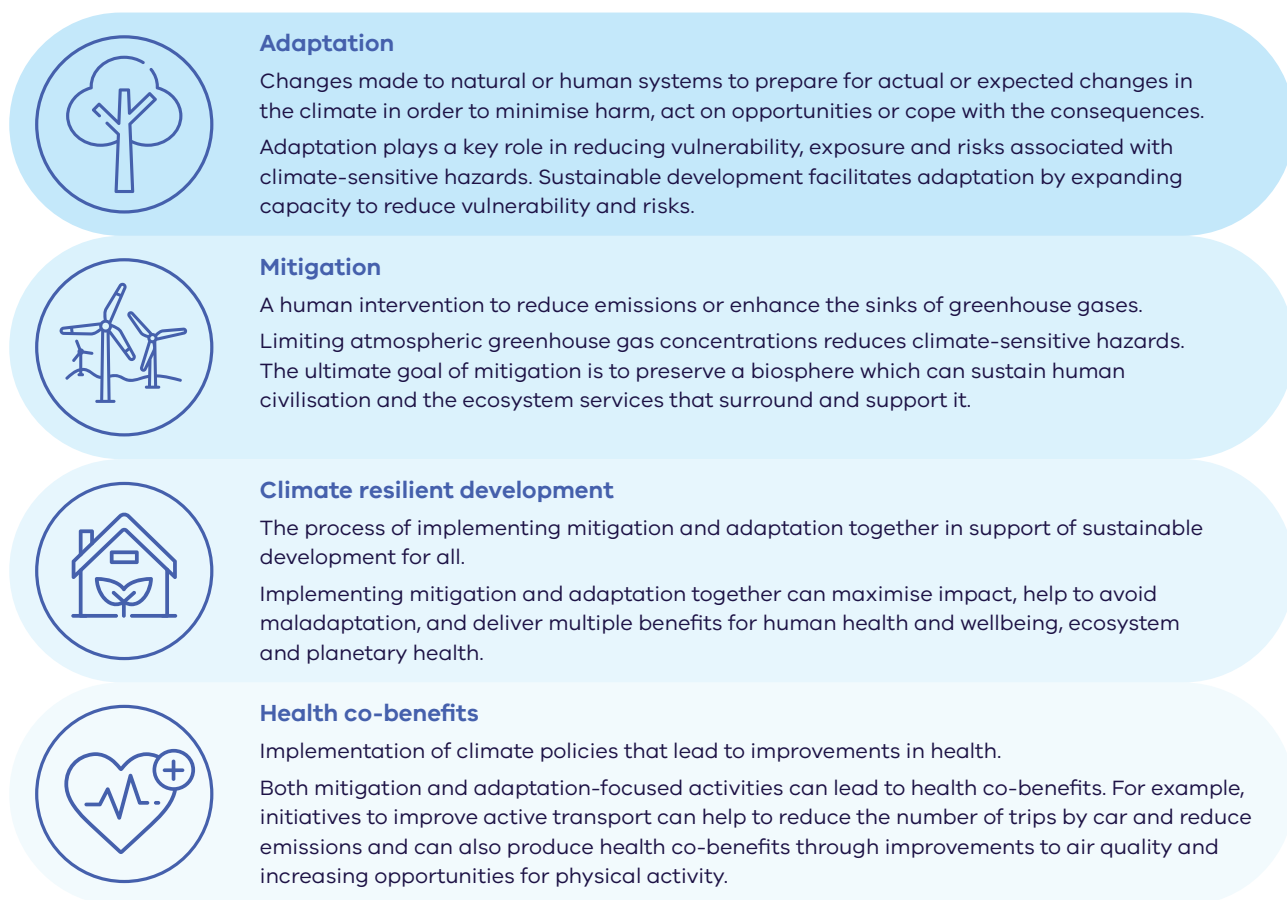 Adaptation
Changes made to natural or human systems to prepare for actual or expected changes in
the climate in order to minimise harm, act on opportunities or cope with the consequences.
Adaptation plays a key role in reducing vulnerability, exposure and risks associated with
climate-sensitive hazards. Sustainable development facilitates adaptation by expanding
capacity to reduce vulnerability and risks.
Mitigation
A human intervention to reduce emissions or enhance the sinks of greenhouse gases.
Limiting atmospheric greenhouse gas concentrations reduces climate-sensitive hazards.
The ultimate goal of mitigation is to preserve a biosphere which can sustain human
civilisation and the ecosystem services that surround and support it.
Climate resilient development
The process of implementing mitigation and adaptation together in support of sustainable
development for all.
Implementing mitigation and adaptation together can maximise impact, help to avoid
maladaptation, and deliver multiple benefits for human health and wellbeing, ecosystem
and planetary health.
Health co-benefits
Implementation of climate policies that lead to improvements in health.
Both mitigation and adaptation-focused activities can lead to health co-benefits. For example,
initiatives to improve active transport can help to reduce the number of trips by car and reduce
emissions and can also produce health co-benefits through improvements to air quality and
increasing opportunities for physical activity.